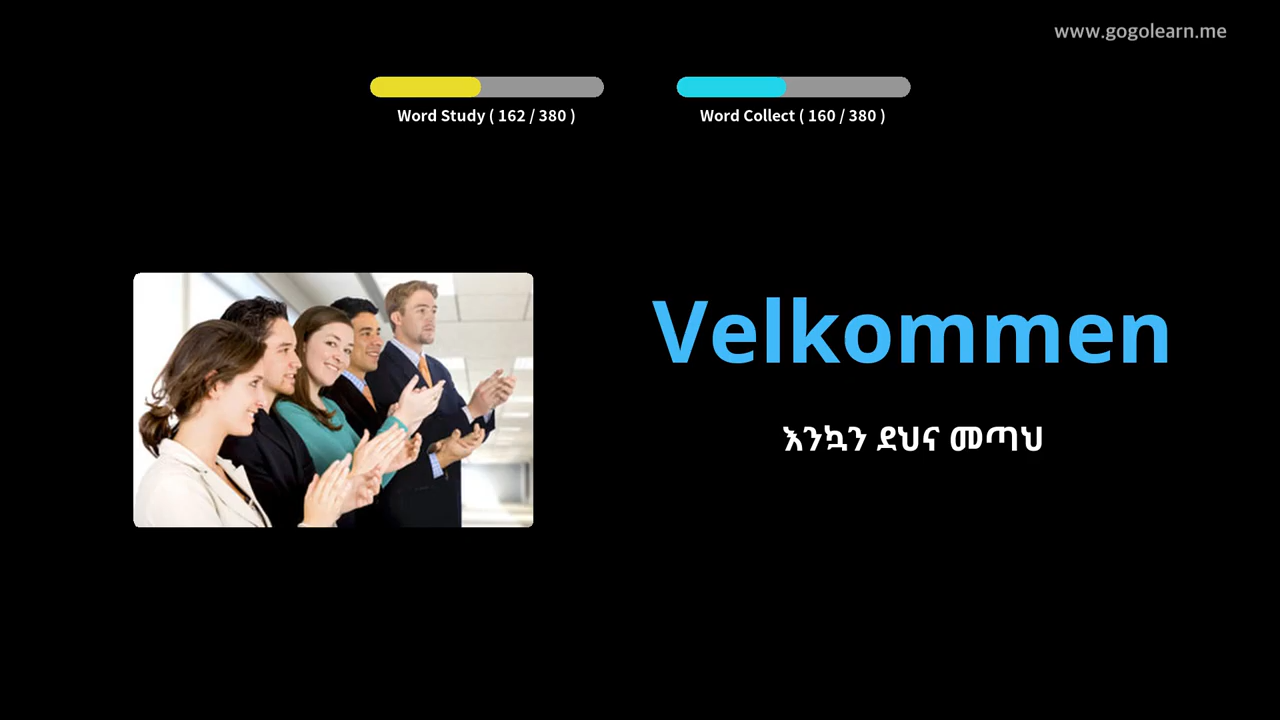 www.gogolearn.me
Word Study ( 162 / 380 )
Word Collect ( 160 / 380 )
Velkommen
እንኳን ደህና መጣህ